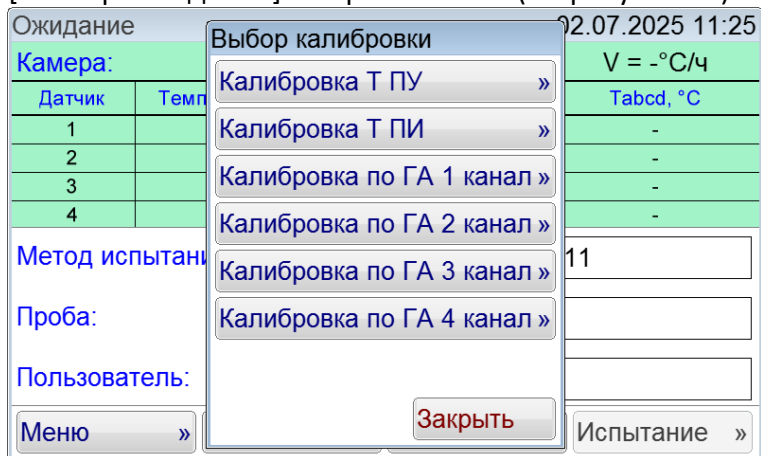 Ожидание 02.07.2025 11:25
Выбор калибровки
Камера: V = -°C/ч
Калибровка Т ПУ »
Датчик Tabcd, °C
Калибровка Т ПИ »
1 -
2 -
Калибровка по ГА 1 канал »
3 -
4 -
Калибровка по ГА 2 канал »
Метод 11
Калибровка по ГА 3 канал »
Проба:
Калибровка по ГА 4 канал »
Пользователь:
Закрыть
Меню » Испытание »